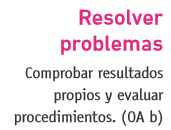 Resolver
problemas
Comprobar resultados
propios y evaluar
procedimientos. (OA b)